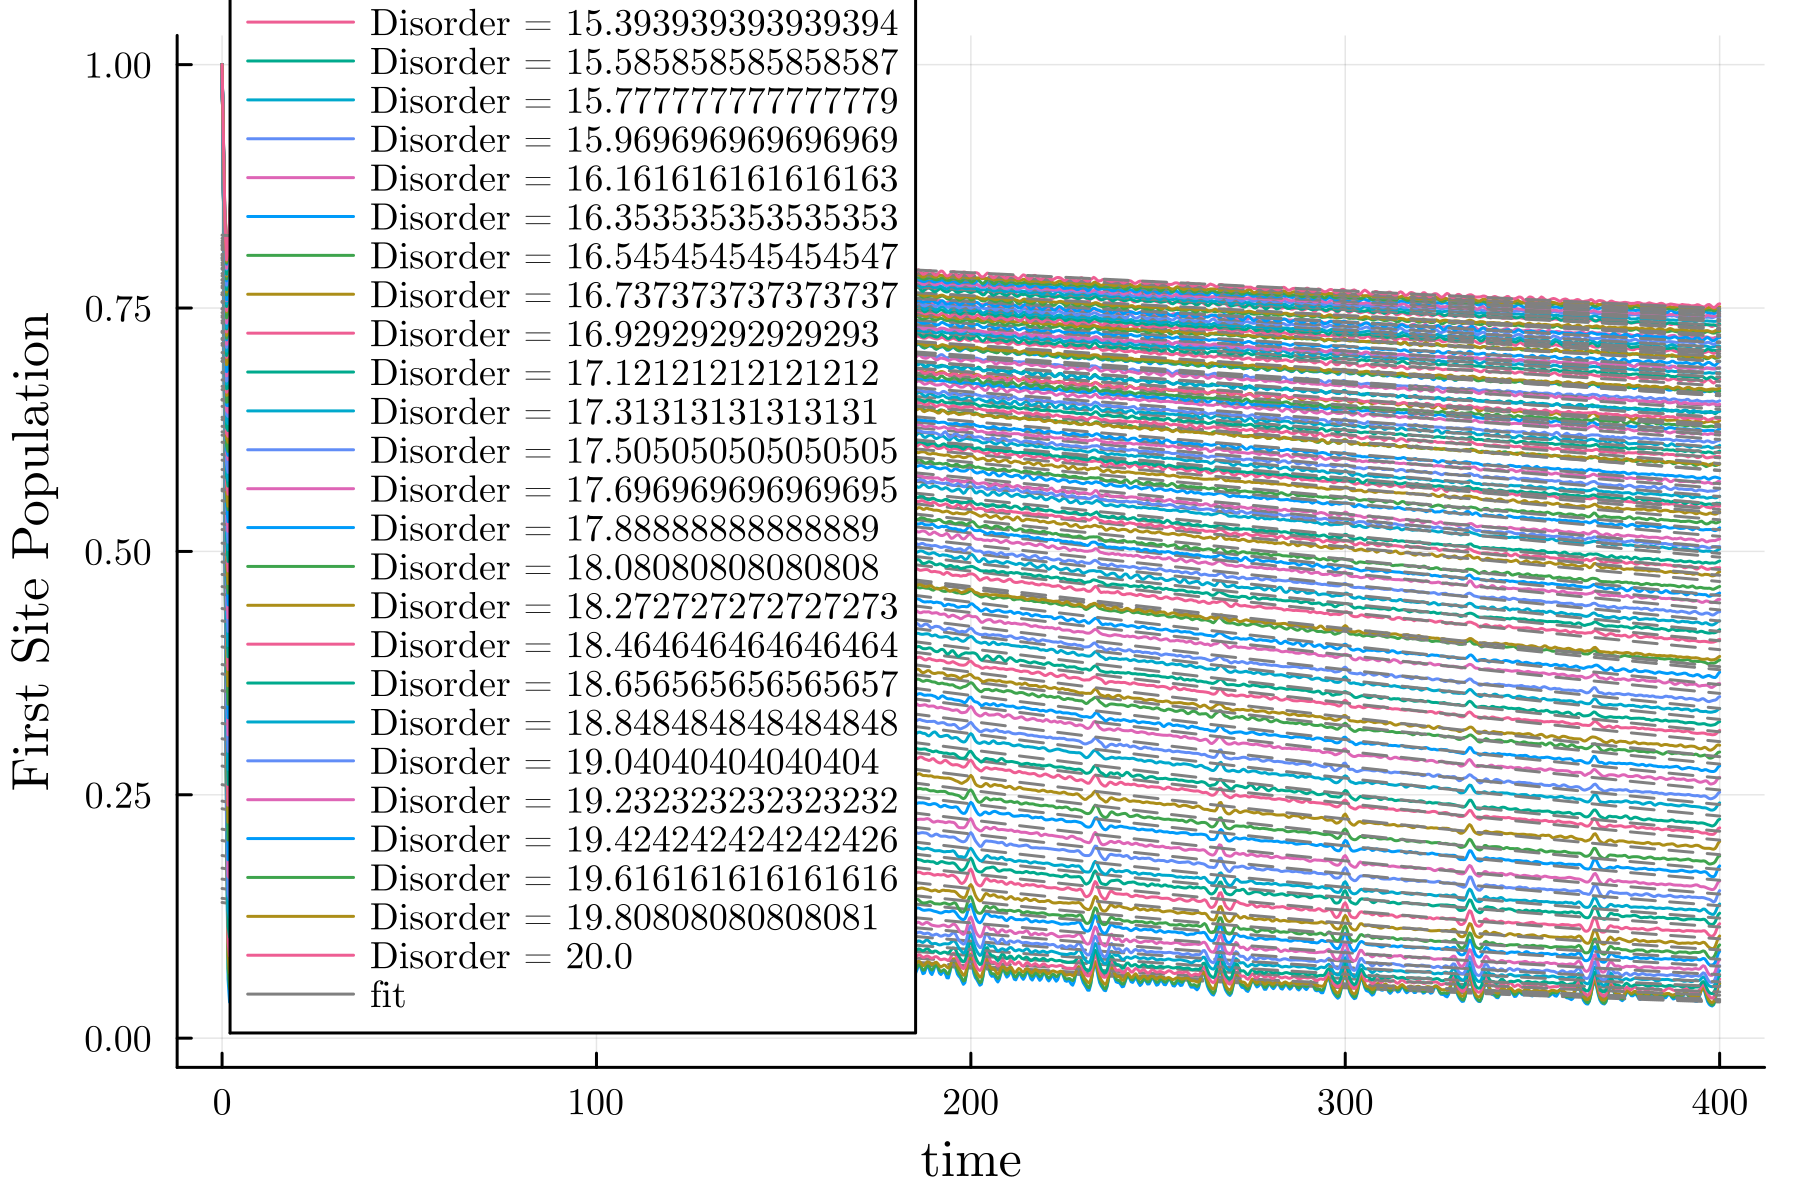 Disorder = 15.393939393939394
Disorder = 15.585858585858587
Disorder = 15.777777777777779
Disorder = 15.969696969696969
Disorder = 16.161616161616163
Disorder = 16.353535353535353
Disorder = 16.545454545454547
Disorder = 16.737373737373737
Disorder = 16.92929292929293
Disorder = 17.12121212121212
Disorder = 17.31313131313131
Disorder = 17.505050505050505
Disorder = 17.696969696969695
Disorder = 17.88888888888889
Disorder = 18.08080808080808
Disorder = 18.272727272727273
Disorder = 18.464646464646464
Disorder = 18.656565656565657
Disorder = 18.848484848484848
Disorder = 19.04040404040404
Disorder = 19.232323232323232
Disorder = 19.424242424242426
Disorder = 19.616161616161616
Disorder = 19.80808080808081
Disorder = 20.0
fit
First Site Population
1.00
0.75
0.50
0.25
0.00
0
100
200
300
400
time